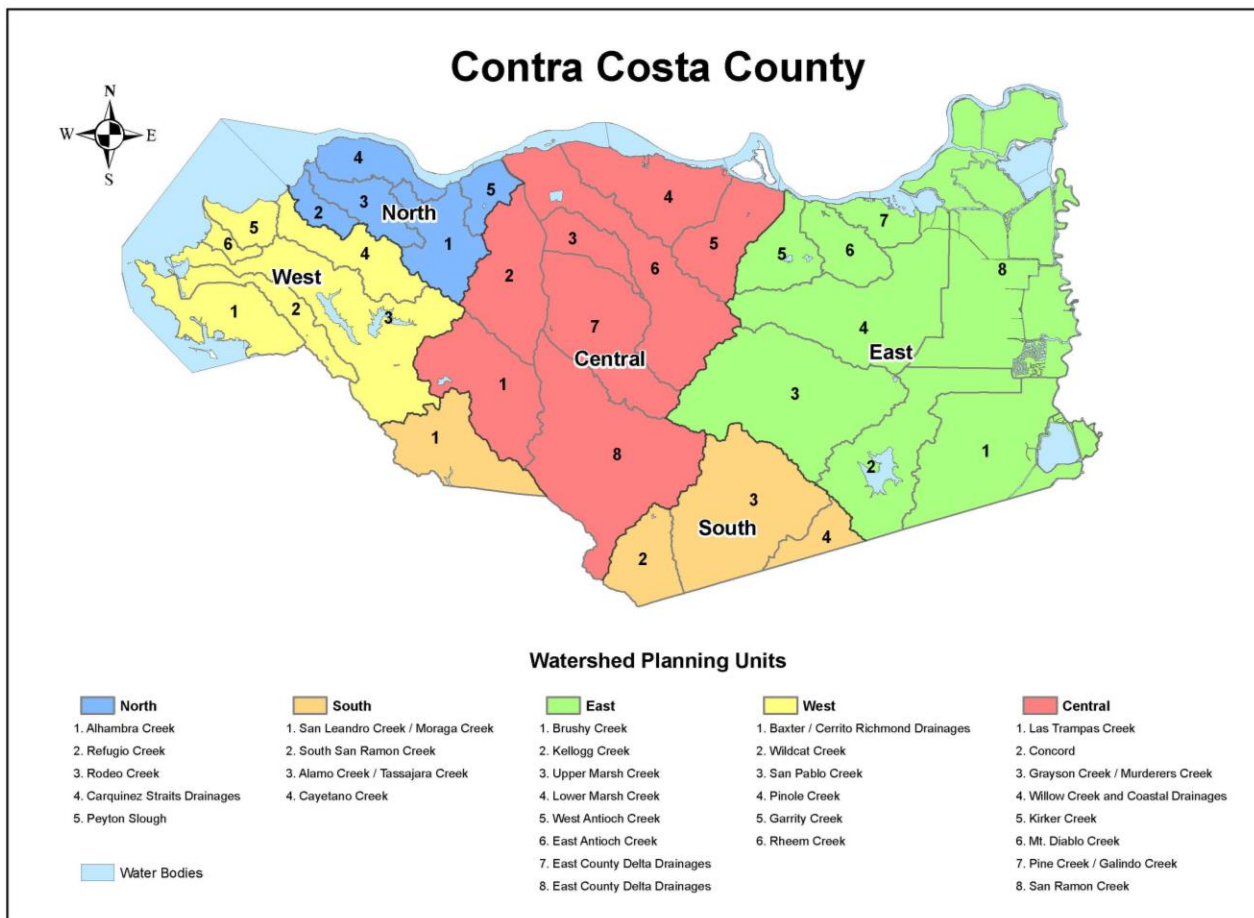 Contra Costa County
N
W E
S
4
5
3
2
North
1
5
6
4
West
1
2
3
4
3
5
2
6
7
Central
1
8
7
5
6
8
4
East
3
1
2
1
3
South
2
4
Watershed Planning Units
North
1. Alhambra Creek
2. Refugio Creek
3. Rodeo Creek
4. Carquinez Straits Drainages
5. Peyton Slough
Water Bodies
South
1. San Leandro Creek / Moraga Creek
2. South San Ramon Creek
3. Alamo Creek / Tassajara Creek
4. Cayetano Creek
East
1. Brushy Creek
2. Kellogg Creek
3. Upper Marsh Creek
4. Lower Marsh Creek
5. West Antioch Creek
6. East Antioch Creek
7. East County Delta Drainages
8. East County Delta Drainages
West
1. Baxter / Cerrito Richmond Drainages
2. Wildcat Creek
3. San Pablo Creek
4. Pinole Creek
5. Garrity Creek
6. Rheem Creek
Central
1. Las Trampas Creek
2. Concord
3. Grayson Creek / Murderers Creek
4. Willow Creek and Coastal Drainages
5. Kirker Creek
6. Mt. Diablo Creek
7. Pine Creek / Galindo Creek
8. San Ramon Creek